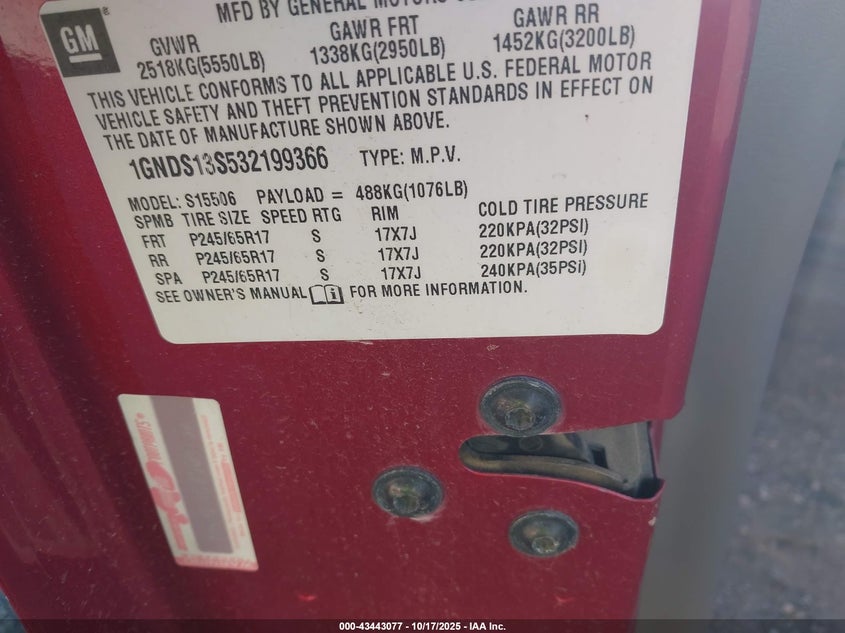 MFD BY GENERAL MOTORS
GM®
GVWR GAWR FRT GAWR RR
2518KG(5550LB) 1338KG(2950LB) 1452KG(3200LB)
THIS VEHICLE CONFORMS TO ALL APPLICABLE U.S. FEDERAL MOTOR
VEHICLE SAFETY AND THEFT PREVENTION STANDARDS IN EFFECT ON
THE DATE OF MANUFACTURE SHOWN ABOVE.
1GNDS13S532199366 TYPE: M.P.V.
MODEL: S15506 PAYLOAD = 488KG(1076LB)
SPMB TIRE SIZE SPEED RTG RIM COLD TIRE PRESSURE
FRT P245/65R17 S 17X7J 220KPA(32PSI)
RR P245/65R17 S 17X7J 220KPA(32PSI)
SPA P245/65R17 S 17X7J 240KPA(35PSi)
SEE OWNER'S MANUAL FOR MORE INFORMATION.
000-43443077 - 10/17/2025 - IAA Inc.